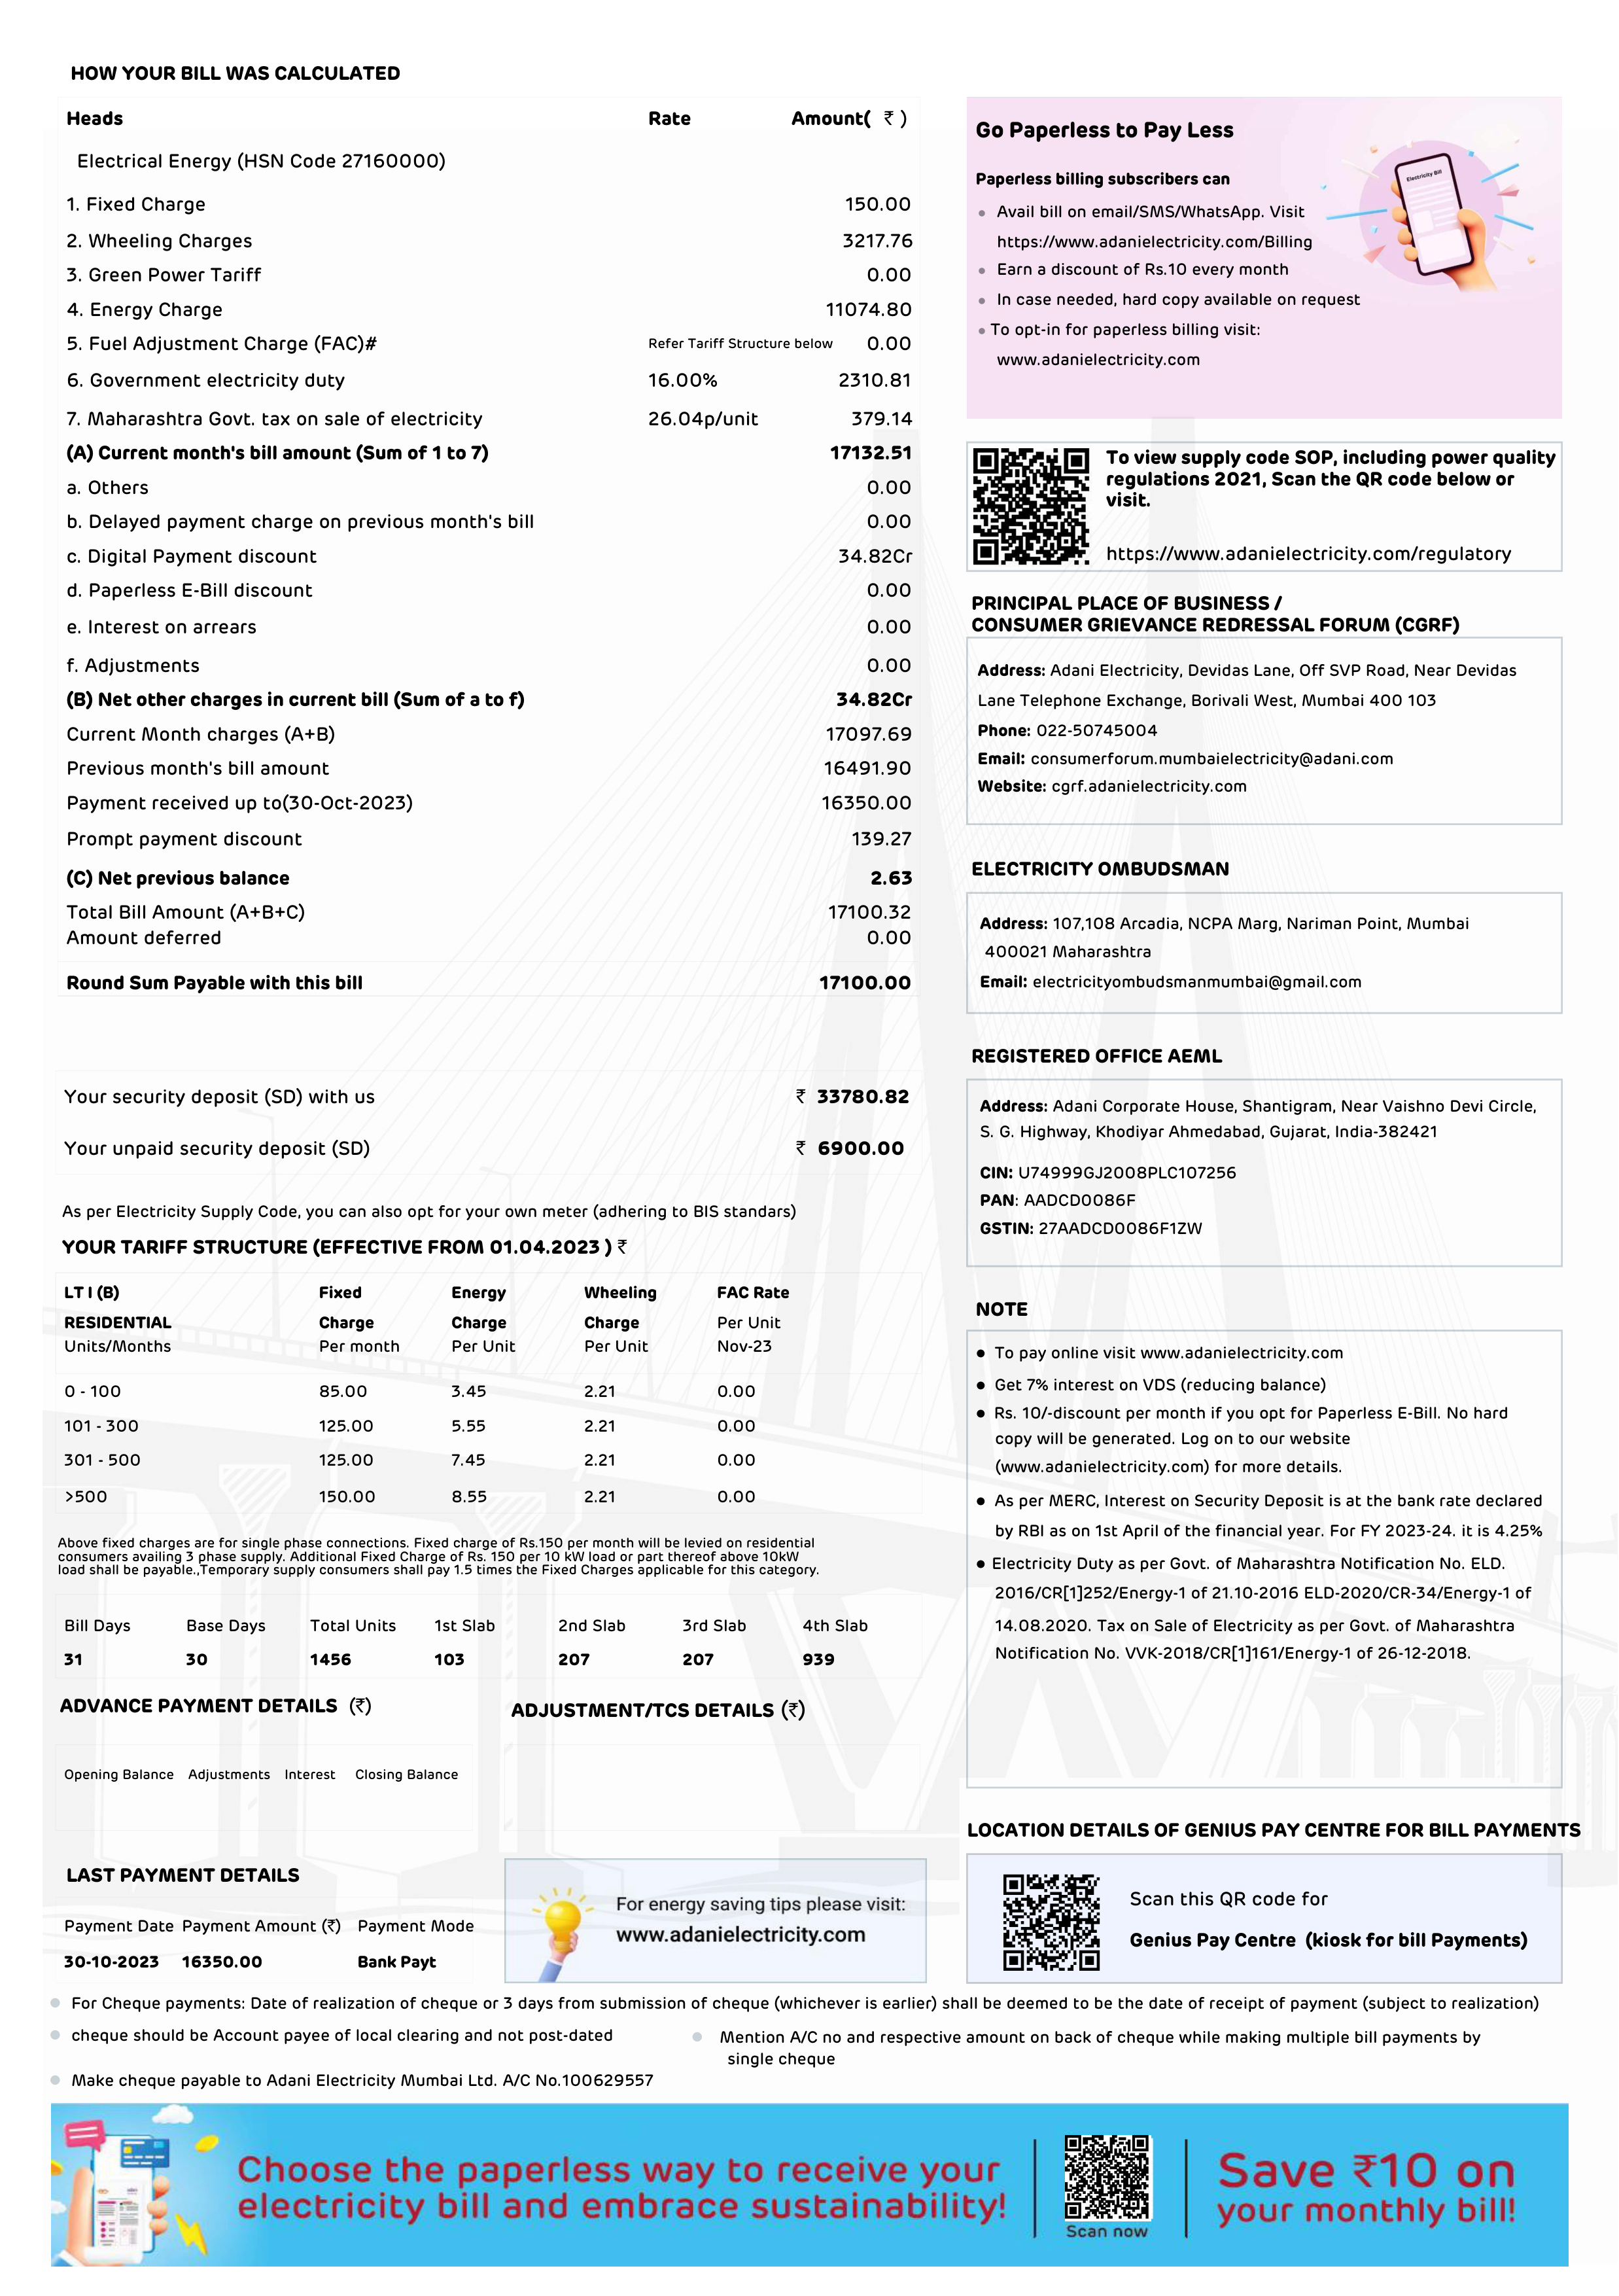 HOW YOUR BILL WAS CALCULATED
Heads Rate Amount( ₹ )
Electrical Energy (HSN Code 27160000)
1. Fixed Charge 150.00
2. Wheeling Charges 3217.76
3. Green Power Tariff 0.00
4. Energy Charge 11074.80
5. Fuel Adjustment Charge (FAC)# Refer Tariff Structure below 0.00
6. Government electricity duty 16.00% 2310.81
7. Maharashtra Govt. tax on sale of electricity 26.04p/unit 379.14
(A) Current month's bill amount (Sum of 1 to 7) 17132.51
a. Others 0.00
b. Delayed payment charge on previous month's bill 0.00
c. Digital Payment discount 34.82Cr
d. Paperless E-Bill discount 0.00
e. Interest on arrears 0.00
f. Adjustments 0.00
(B) Net other charges in current bill (Sum of a to f) 34.82Cr
Current Month charges (A+B) 17097.69
Previous month's bill amount 16491.90
Payment received up to(30-Oct-2023) 16350.00
Prompt payment discount 139.27
(C) Net previous balance 2.63
Total Bill Amount (A+B+C) 17100.32
Amount deferred 0.00
Round Sum Payable with this bill 17100.00
Your security deposit (SD) with us ₹ 33780.82
Your unpaid security deposit (SD) ₹ 6900.00
As per Electricity Supply Code, you can also opt for your own meter (adhering to BIS standars)
YOUR TARIFF STRUCTURE (EFFECTIVE FROM 01.04.2023 ) ₹
LT I (B) Fixed Energy Wheeling FAC Rate
RESIDENTIAL Charge Charge Charge Per Unit
Units/Months Per month Per Unit Per Unit Nov-23
0 - 100 85.00 3.45 2.21 0.00
101 - 300 125.00 5.55 2.21 0.00
301 - 500 125.00 7.45 2.21 0.00
>500 150.00 8.55 2.21 0.00
Above fixed charges are for single phase connections. Fixed charge of Rs.150 per month will be levied on residential
consumers availing 3 phase supply. Additional Fixed Charge of Rs. 150 per 10 kW load or part thereof above 10kW
load shall be payable.,Temporary supply consumers shall pay 1.5 times the Fixed Charges applicable for this category.
Bill Days Base Days Total Units 1st Slab 2nd Slab 3rd Slab 4th Slab
31 30 1456 103 207 207 939
ADVANCE PAYMENT DETAILS (₹)
Opening Balance Adjustments Interest Closing Balance
ADJUSTMENT/TCS DETAILS (₹)
LAST PAYMENT DETAILS
Payment Date Payment Amount (₹) Payment Mode
30-10-2023 16350.00 Bank Payt
For energy saving tips please visit:
www.adanielectricity.com
Go Paperless to Pay Less
Electricity Bill
Paperless billing subscribers can
Avail bill on email/SMS/WhatsApp. Visit
https://www.adanielectricity.com/Billing
Earn a discount of Rs.10 every month
In case needed, hard copy available on request
To opt-in for paperless billing visit:
www.adanielectricity.com
To view supply code SOP, including power quality
regulations 2021, Scan the QR code below or
visit.
https://www.adanielectricity.com/regulatory
PRINCIPAL PLACE OF BUSINESS /
CONSUMER GRIEVANCE REDRESSAL FORUM (CGRF)
Address: Adani Electricity, Devidas Lane, Off SVP Road, Near Devidas
Lane Telephone Exchange, Borivali West, Mumbai 400 103
Phone: 022-50745004
Email: consumerforum.mumbaielectricity@adani.com
Website: cgrf.adanielectricity.com
ELECTRICITY OMBUDSMAN
Address: 107,108 Arcadia, NCPA Marg, Nariman Point, Mumbai
400021 Maharashtra
Email: electricityombudsmanmumbai@gmail.com
REGISTERED OFFICE AEML
Address: Adani Corporate House, Shantigram, Near Vaishno Devi Circle,
S. G. Highway, Khodiyar Ahmedabad, Gujarat, India-382421
CIN: U74999GJ2008PLC107256
PAN: AADCD0086F
GSTIN: 27AADCD0086F1ZW
NOTE
To pay online visit www.adanielectricity.com
Get 7% interest on VDS (reducing balance)
Rs. 10/-discount per month if you opt for Paperless E-Bill. No hard
copy will be generated. Log on to our website
(www.adanielectricity.com) for more details.
As per MERC, Interest on Security Deposit is at the bank rate declared
by RBI as on 1st April of the financial year. For FY 2023-24. it is 4.25%
Electricity Duty as per Govt. of Maharashtra Notification No. ELD.
2016/CR[1]252/Energy-1 of 21.10-2016 ELD-2020/CR-34/Energy-1 of
14.08.2020. Tax on Sale of Electricity as per Govt. of Maharashtra
Notification No. VVK-2018/CR[1]161/Energy-1 of 26-12-2018.
LOCATION DETAILS OF GENIUS PAY CENTRE FOR BILL PAYMENTS
Scan this QR code for
Genius Pay Centre (kiosk for bill Payments)
For Cheque payments: Date of realization of cheque or 3 days from submission of cheque (whichever is earlier) shall be deemed to be the date of receipt of payment (subject to realization)
cheque should be Account payee of local clearing and not post-dated
Mention A/C no and respective amount on back of cheque while making multiple bill payments by
single cheque
Make cheque payable to Adani Electricity Mumbai Ltd. A/C No.100629557
Choose the paperless way to receive your
electricity bill and embrace sustainability!
Scan now
Save ₹10 on
your monthly bill!